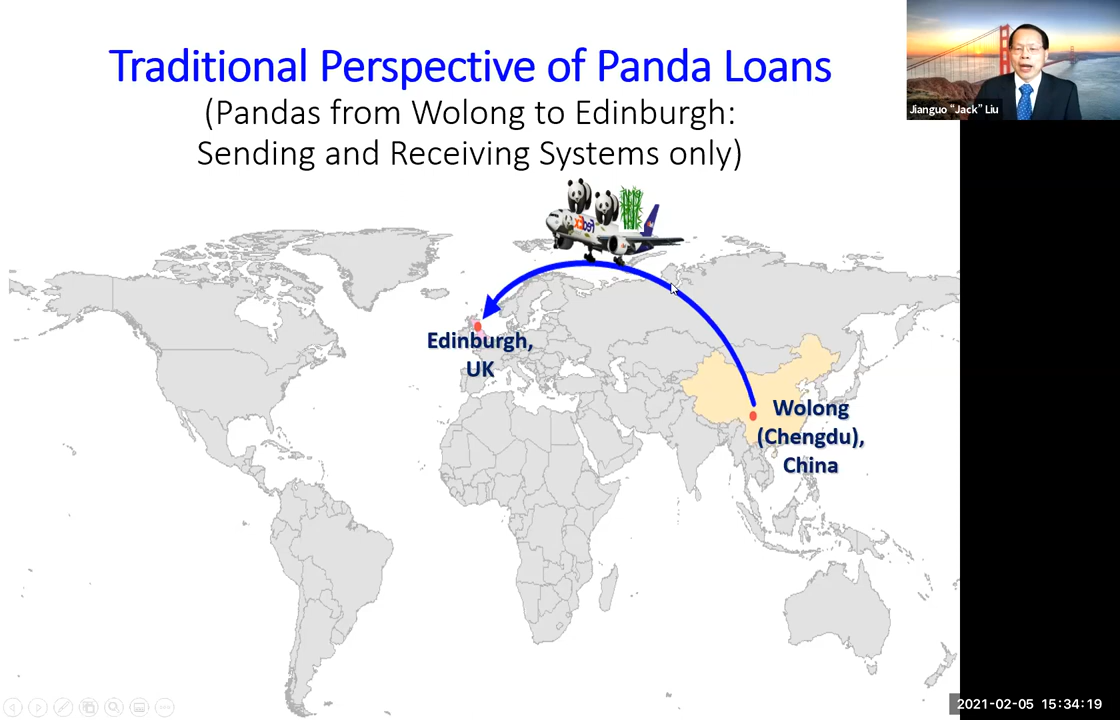 Traditional Perspective of Panda Loans
(Pandas from Wolong to Edinburgh:
Sending and Receiving Systems only)
Jianguo "Jack" Liu
FedEx
Edinburgh,
UK
Wolong
(Chengdu),
China
2021-02-05 15:34:19